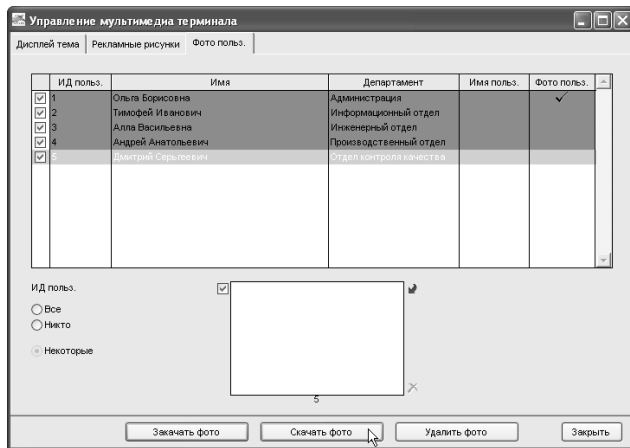 Управление мультимедиа терминала
Дисплей тема Рекламные рисунки Фото польз.
ИД польз. Имя Департамент Имя польз. Фото польз.
1 Ольга Борисовна Администрация
2 Тимофей Иванович Информационный отдел
3 Алла Васильевна Инженерный отдел
4 Андрей Анатольевич Производственный отдел
5 Дмитрий Серьгеевич Отдел контроля качества
ИД польз.
Все
Никто
Некоторые
5
Закачать фото Скачать фото Удалить фото Закрыть